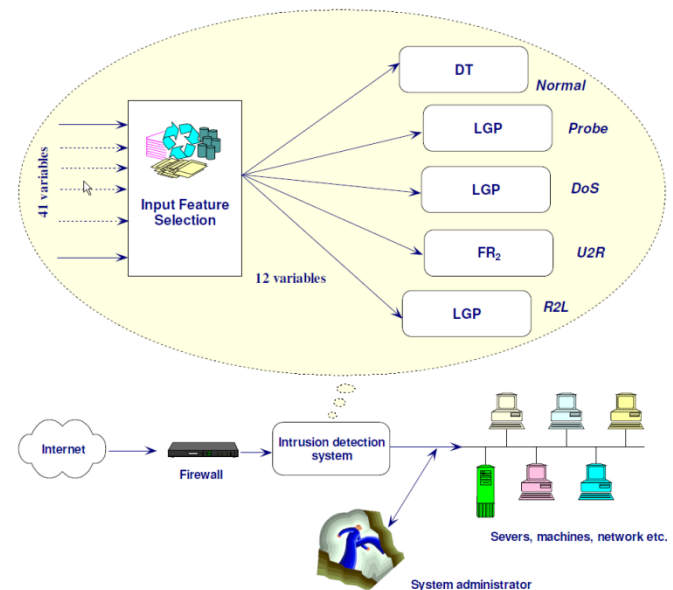 DT
Normal
LGP
Probe
41 variables
Input Feature
Selection
LGP
DoS
FR₂
U2R
12 variables
LGP
R2L
Internet
Firewall
Intrusion detection
system
Severs, machines, network etc.
System administrator